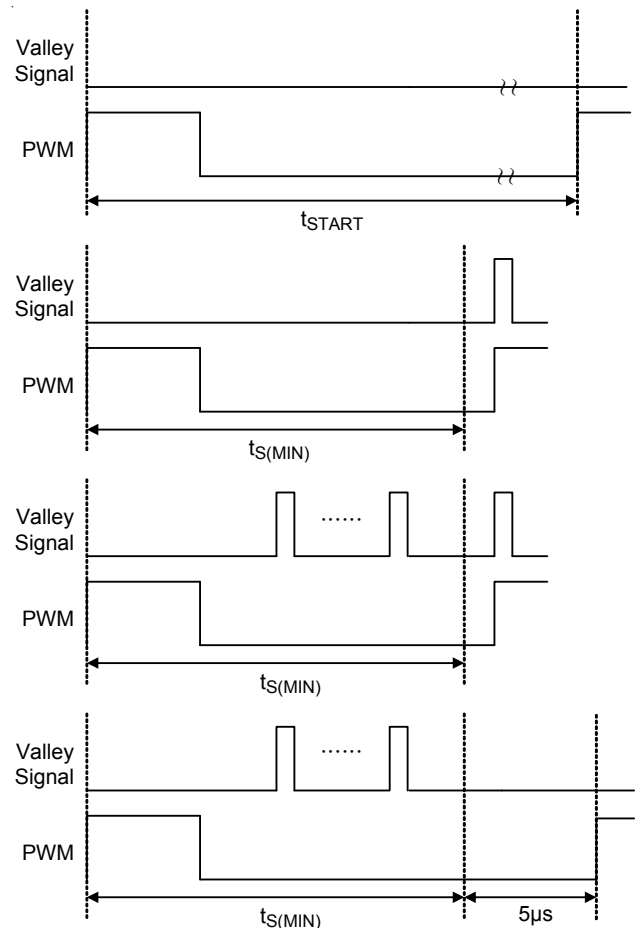 Valley
Signal
PWM
tSTART
Valley
Signal
PWM
tS(MIN)
Valley
Signal
......
PWM
tS(MIN)
Valley
Signal
......
PWM
tS(MIN)
5μs